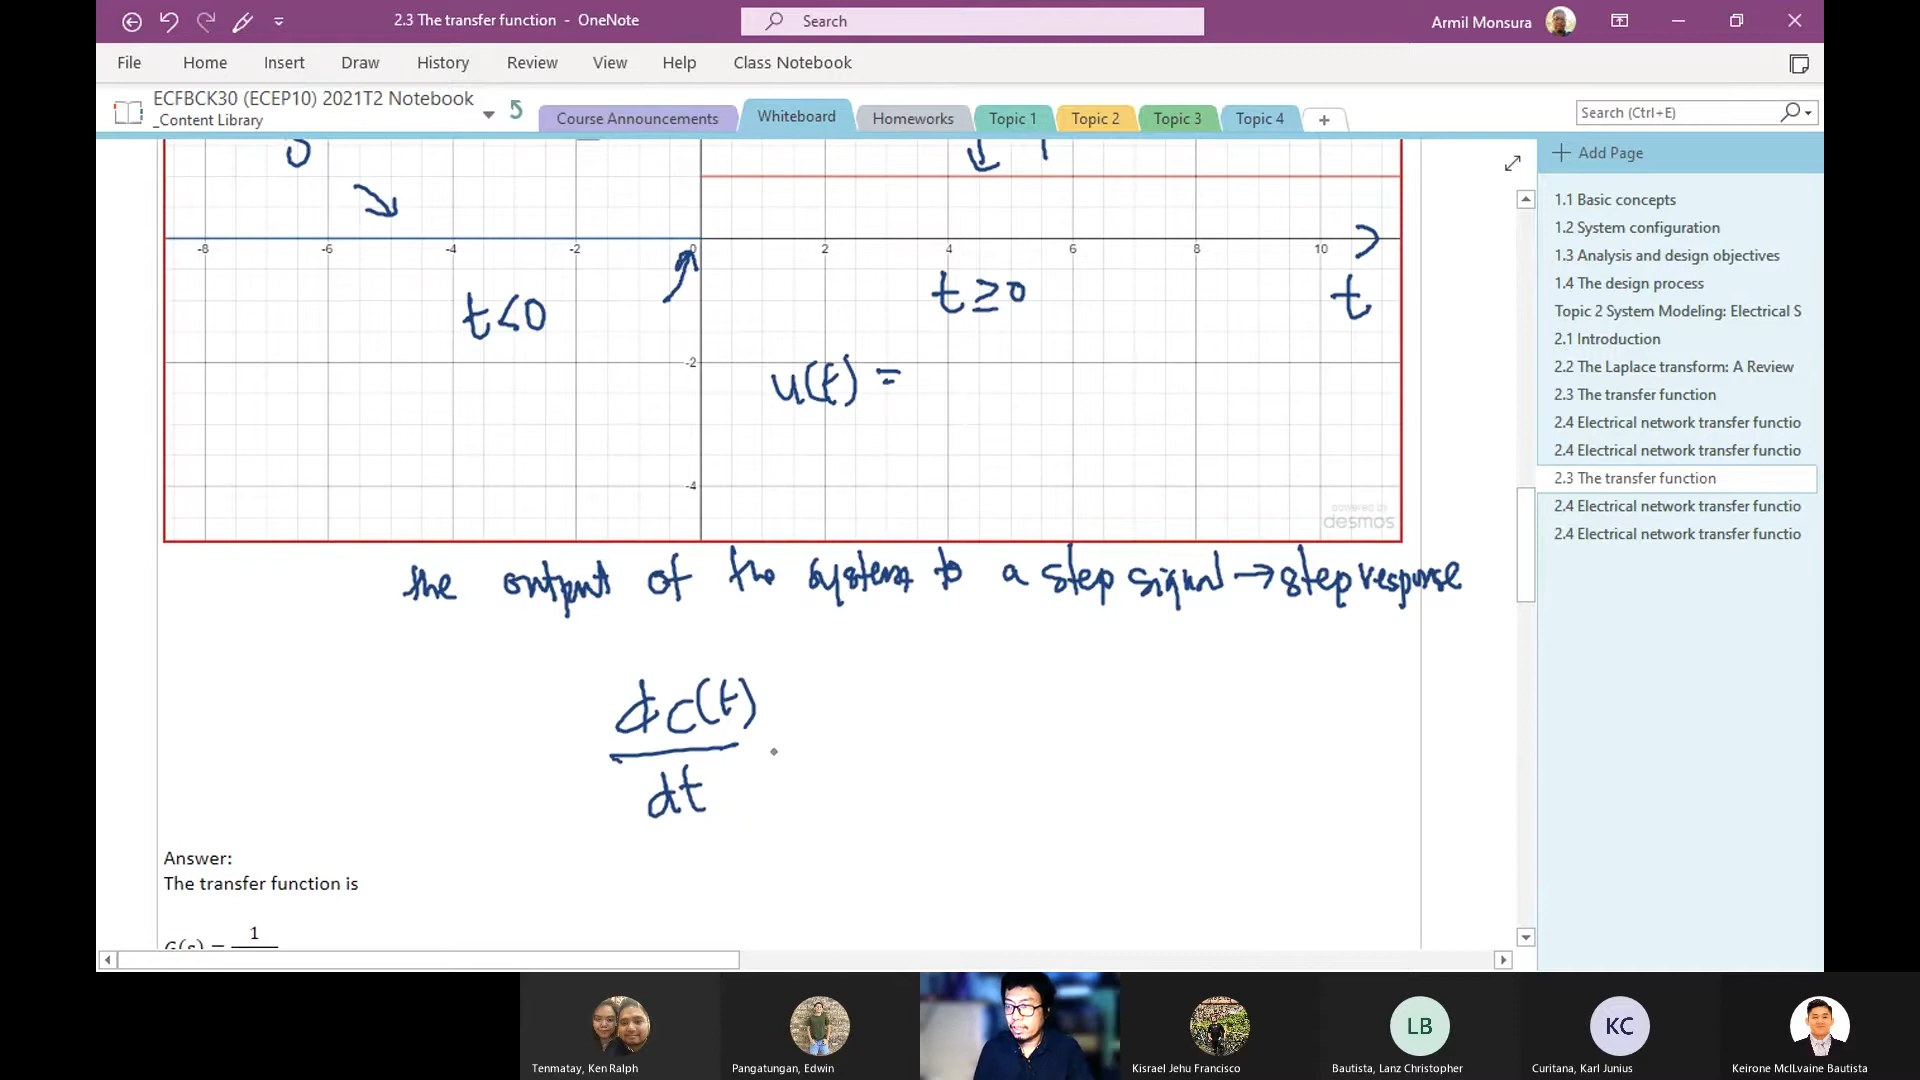 2.3 The transfer function - OneNote
Search
Armil Monsura
File Home Insert Draw History Review View Help Class Notebook
ECFBCK30 (ECEP10) 2021T2 Notebook
_Content Library
Course Announcements Whiteboard Homeworks Topic 1 Topic 2 Topic 3 Topic 4 +
Search (Ctrl+E)
Add Page
1.1 Basic concepts
1.2 System configuration
1.3 Analysis and design objectives
1.4 The design process
Topic 2 System Modeling: Electrical S
2.1 Introduction
2.2 The Laplace transform: A Review
2.3 The transfer function
2.4 Electrical network transfer functio
2.4 Electrical network transfer functio
2.3 The transfer function
2.4 Electrical network transfer functio
2.4 Electrical network transfer functio
-8 -6 -4 -2 0 2 4 6 8 10
t<0
t≥0
t
-2
u(t) =
-4
powered by
desmos
the output of the system to a step signal → step response
dc(t)
dt
Answer:
The transfer function is
1
G(s) =
Tenmatay, Ken Ralph
Pangatungan, Edwin
Kisrael Jehu Francisco
LB
Bautista, Lanz Christopher
KC
Curitana, Karl Junius
Keirone McIlvaine Bautista